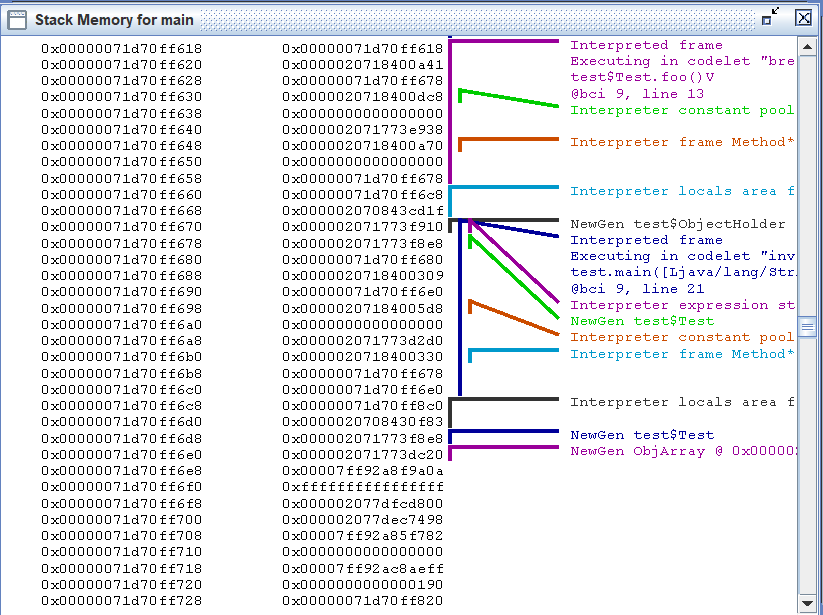 Stack Memory for main
0x00000071d70ff618 0x00000071d70ff618 Interpreted frame
0x00000071d70ff620 0x0000020718400a41 Executing in codelet "bre
0x00000071d70ff628 0x00000071d70ff678 test$Test.foo()V
0x00000071d70ff630 0x0000020718400dc8 @bci 9, line 13
0x00000071d70ff638 0x0000000000000000 Interpreter constant pool
0x00000071d70ff640 0x000002071773e938
0x00000071d70ff648 0x0000020718400a70 Interpreter frame Method*
0x00000071d70ff650 0x0000000000000000
0x00000071d70ff658 0x00000071d70ff678
0x00000071d70ff660 0x00000071d70ff6c8 Interpreter locals area f
0x00000071d70ff668 0x000002070843cd1f
0x00000071d70ff670 0x000002071773f910 NewGen test$ObjectHolder
0x00000071d70ff678 0x000002071773f8e8 Interpreted frame
0x00000071d70ff680 0x00000071d70ff680 Executing in codelet "inv
0x00000071d70ff688 0x0000020718400309 test.main([Ljava/lang/Str
0x00000071d70ff690 0x00000071d70ff6e0 @bci 9, line 21
0x00000071d70ff698 0x00000207184005d8 Interpreter expression st
0x00000071d70ff6a0 0x0000000000000000 NewGen test$Test
0x00000071d70ff6a8 0x000002071773d2d0 Interpreter constant pool
0x00000071d70ff6b0 0x0000020718400330 Interpreter frame Method*
0x00000071d70ff6b8 0x00000071d70ff678
0x00000071d70ff6c0 0x00000071d70ff6e0
0x00000071d70ff6c8 0x00000071d70ff8c0 Interpreter locals area f
0x00000071d70ff6d0 0x0000020708430f83
0x00000071d70ff6d8 0x000002071773f8e8 NewGen test$Test
0x00000071d70ff6e0 0x000002071773dc20 NewGen ObjArray @ 0x00000
0x00000071d70ff6e8 0x00007ff92a8f9a0a
0x00000071d70ff6f0 0xffffffffffffffff
0x00000071d70ff6f8 0x000002077dfcd800
0x00000071d70ff700 0x000002077dec7498
0x00000071d70ff708 0x00007ff92a85f782
0x00000071d70ff710 0x0000000000000000
0x00000071d70ff718 0x00007ff92ac8aeff
0x00000071d70ff720 0x0000000000000190
0x00000071d70ff728 0x00000071d70ff820